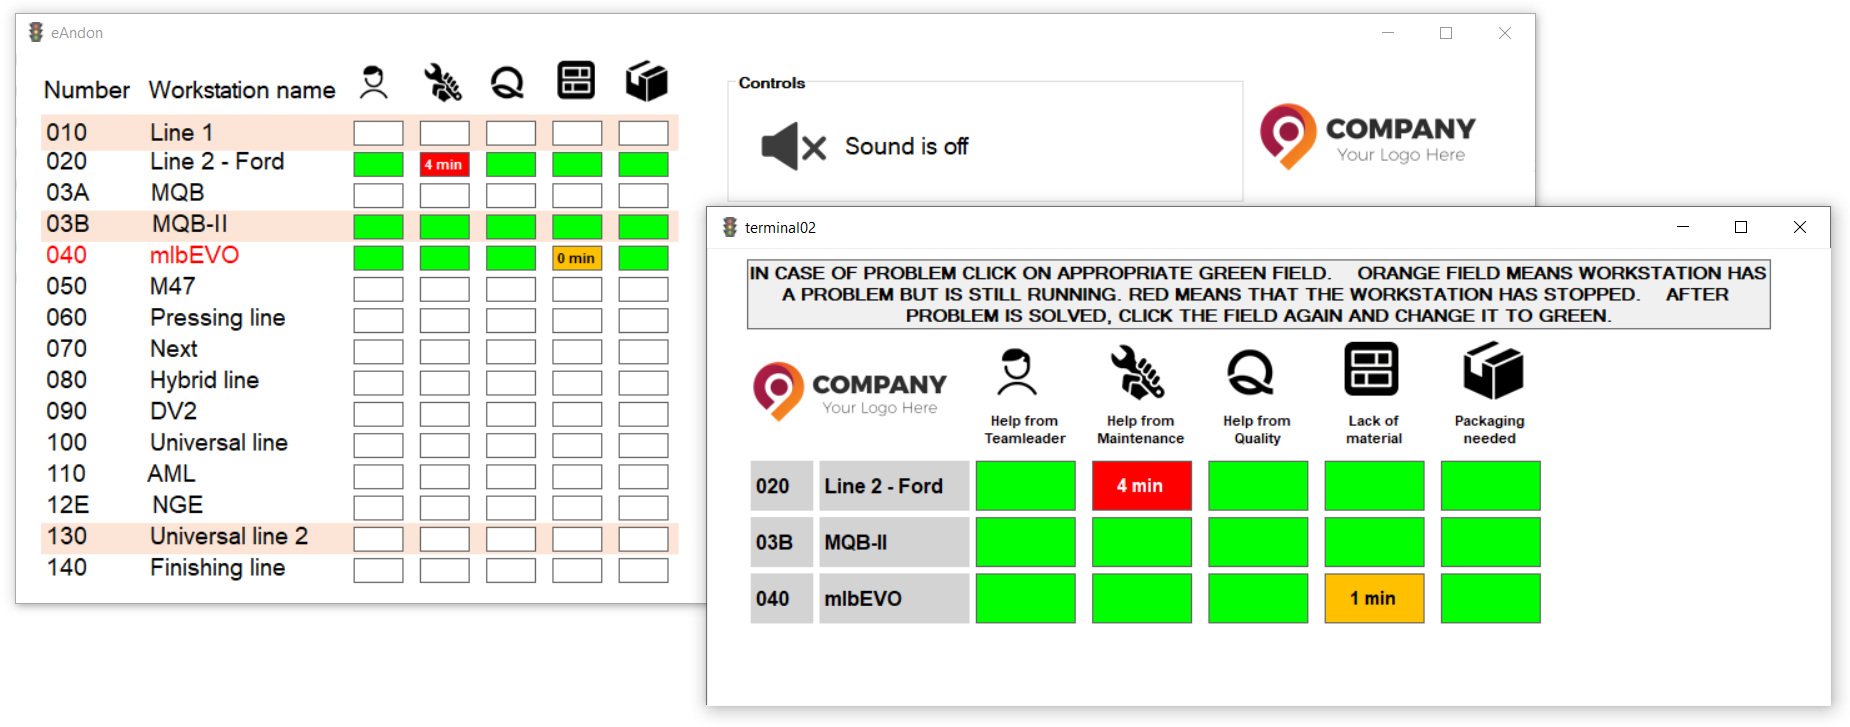 eAndon
Number Workstation name
010 Line 1
020 Line 2 - Ford 4 min
03A MQB
03B MQB-II
040 mlbEVO 0 min
050 M47
060 Pressing line
070 Next
080 Hybrid line
090 DV2
100 Universal line
110 AML
12E NGE
130 Universal line 2
140 Finishing line
Controls
Sound is off
COMPANY
Your Logo Here
terminal02
IN CASE OF PROBLEM CLICK ON APPROPRIATE GREEN FIELD. ORANGE FIELD MEANS WORKSTATION HAS
A PROBLEM BUT IS STILL RUNNING. RED MEANS THAT THE WORKSTATION HAS STOPPED. AFTER
PROBLEM IS SOLVED, CLICK THE FIELD AGAIN AND CHANGE IT TO GREEN.
COMPANY
Your Logo Here
Help from
Teamleader
Help from
Maintenance
Help from
Quality
Lack of
material
Packaging
needed
020 Line 2 - Ford 4 min
03B MQB-II
040 mlbEVO 1 min